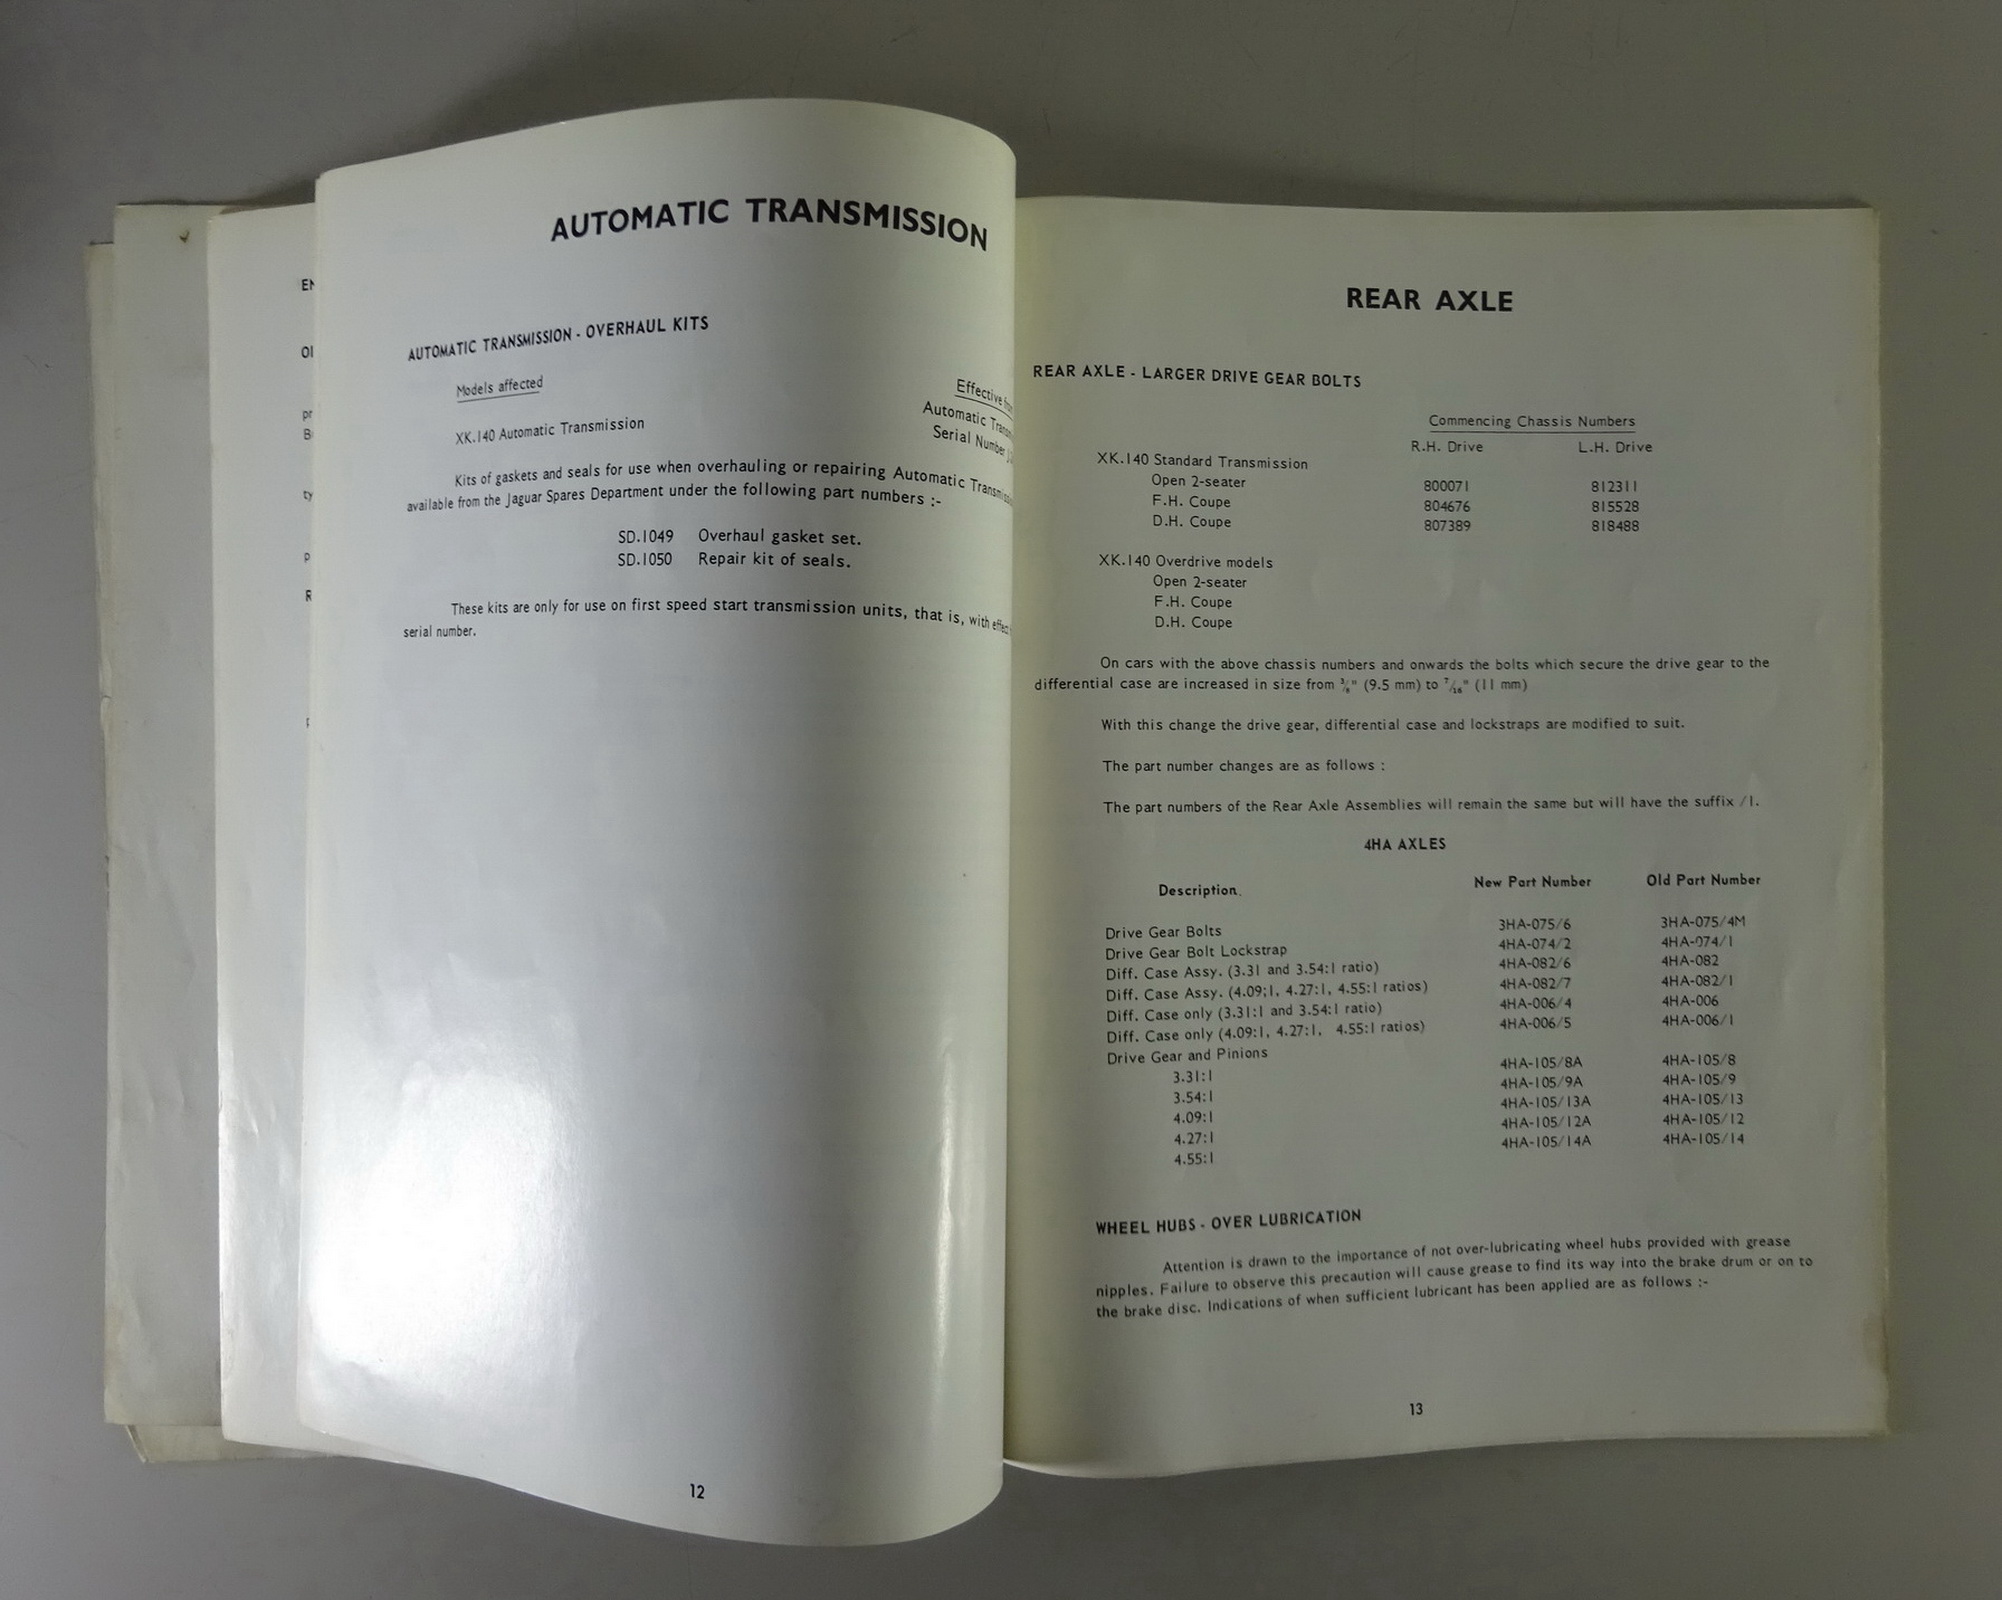 AUTOMATIC TRANSMISSION
AUTOMATIC TRANSMISSION - OVERHAUL KITS
Models affected
Effective
Automatic
XK.140 Automatic Transmission
Serial Number
Kits of gaskets and seals for use when overhauling or repairing Automatic
available from the Jaguar Spares Department under the following part numbers :-
SD.1049 Overhaul gasket set.
SD.1050 Repair kit of seals.
These kits are only for use on first speed start transmission units, that is, with effect
serial number.
12
REAR AXLE
REAR AXLE - LARGER DRIVE GEAR BOLTS
Commencing Chassis Numbers
R.H. Drive L.H. Drive
XK.140 Standard Transmission
Open 2-seater 800071 812311
F.H. Coupe 804676 815528
D.H. Coupe 807389 818488
XK.140 Overdrive models
Open 2-seater
F.H. Coupe
D.H. Coupe
On cars with the above chassis numbers and onwards the bolts which secure the drive gear to the
differential case are increased in size from 3/8" (9.5 mm) to 7/16" (11 mm)
With this change the drive gear, differential case and lockstraps are modified to suit.
The part number changes are as follows :
The part numbers of the Rear Axle Assemblies will remain the same but will have the suffix /1.
4HA AXLES
Description. New Part Number Old Part Number
Drive Gear Bolts 3HA-075/6 3HA-075/4M
Drive Gear Bolt Lockstrap 4HA-074/2 4HA-074/1
Diff. Case Assy. (3.31 and 3.54:1 ratio) 4HA-082/6 4HA-082
Diff. Case Assy. (4.09;1, 4.27:1, 4.55:1 ratios) 4HA-082/7 4HA-082/1
Diff. Case only (3.31:1 and 3.54:1 ratio) 4HA-006/4 4HA-006
Diff. Case only (4.09:1, 4.27:1, 4.55:1 ratios) 4HA-006/5 4HA-006/1
Drive Gear and Pinions
3.31:1 4HA-105/8A 4HA-105/8
3.54:1 4HA-105/9A 4HA-105/9
4.09:1 4HA-105/13A 4HA-105/13
4.27:1 4HA-105/12A 4HA-105/12
4.55:1 4HA-105/14A 4HA-105/14
WHEEL HUBS - OVER LUBRICATION
Attention is drawn to the importance of not over-lubricating wheel hubs provided with grease
nipples. Failure to observe this precaution will cause grease to find its way into the brake drum or on to
the brake disc. Indications of when sufficient lubricant has been applied are as follows :-
13